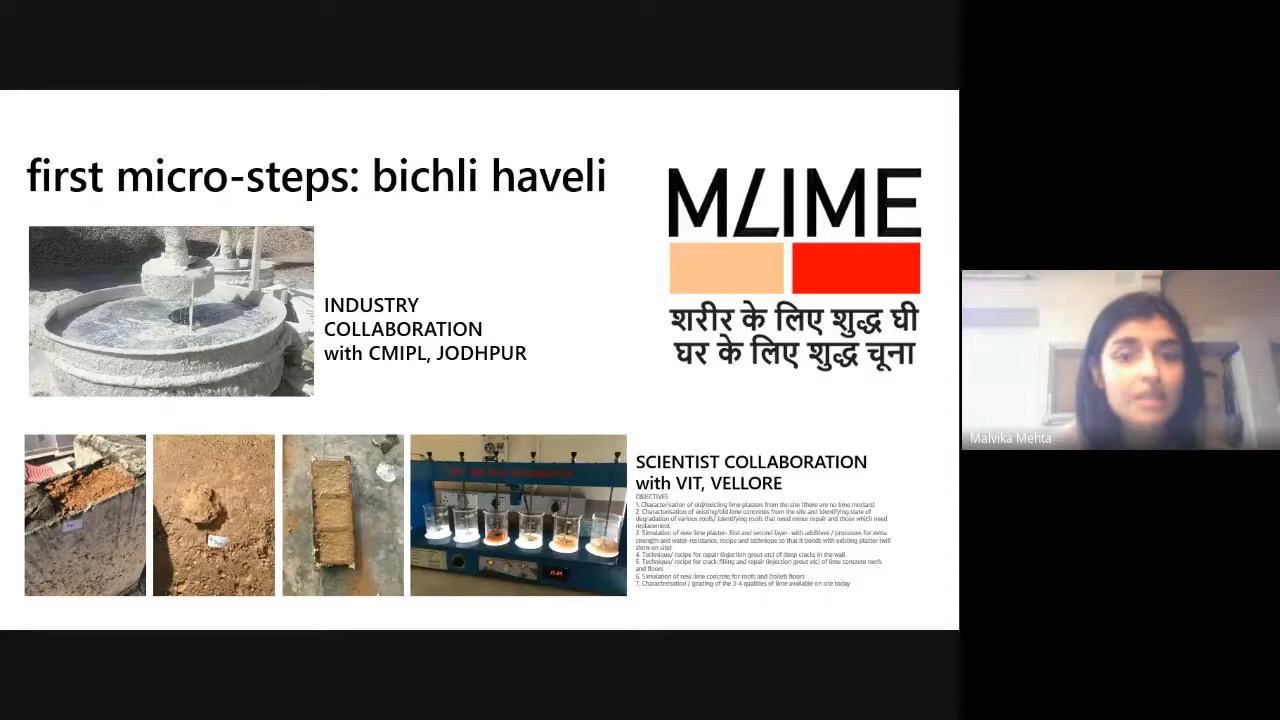 first micro-steps: bichli haveli
MLIME
शरीर के लिए शुद्ध घी
घर के लिए शुद्ध चूना
INDUSTRY
COLLABORATION
with CMIPL, JODHPUR
SCIENTIST COLLABORATION
with VIT, VELLORE
OBJECTIVES
1. Characterisation of old/existing lime plasters from the site (there are no lime mortars)
2. Characterisation of existing/old lime concretes from the site and identifying state of
degradation of various roofs/ identifying roofs that need minor repair and those which need
replacement.
3. Simulation of new lime plaster- first and second layer- with additives / processes for extra
strength and water-resistance, recipe and technique so that it bonds with existing plaster (will
show on site)
4. Technique/ recipe for repair (injection grout etc) of deep cracks in the wall
5. Technique/ recipe for crack-filling and repair (injection grout etc) of lime concrete roofs
and floors
6. Simulation of new lime concrete for roofs and (toilet) floors
7. Characterisation / grading of the 3-4 qualities of lime available on site today
Malvika Mehta